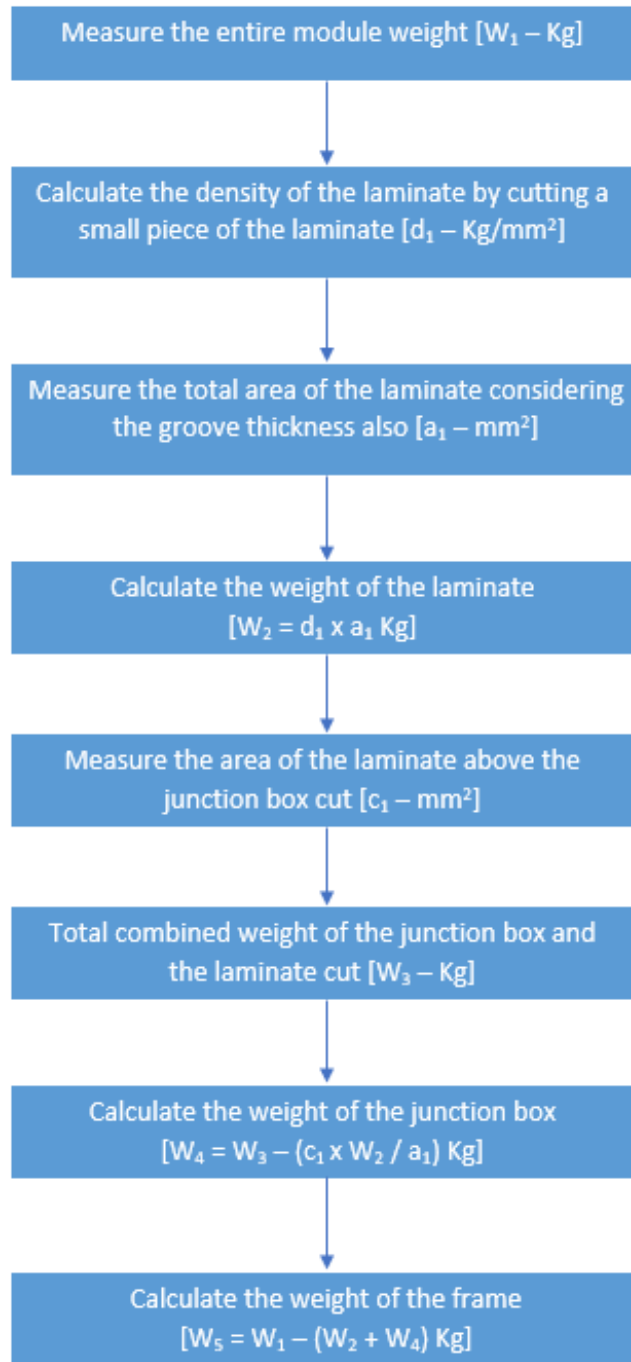 Measure the entire module weight [W₁ – Kg]
Calculate the density of the laminate by cutting a
small piece of the laminate [d₁ – Kg/mm²]
Measure the total area of the laminate considering
the groove thickness also [a₁ – mm²]
Calculate the weight of the laminate
[W₂ = d₁ x a₁ Kg]
Measure the area of the laminate above the
junction box cut [c₁ – mm²]
Total combined weight of the junction box and
the laminate cut [W₃ – Kg]
Calculate the weight of the junction box
[W₄ = W₃ – (c₁ x W₂ / a₁) Kg]
Calculate the weight of the frame
[W₅ = W₁ – (W₂ + W₄) Kg]